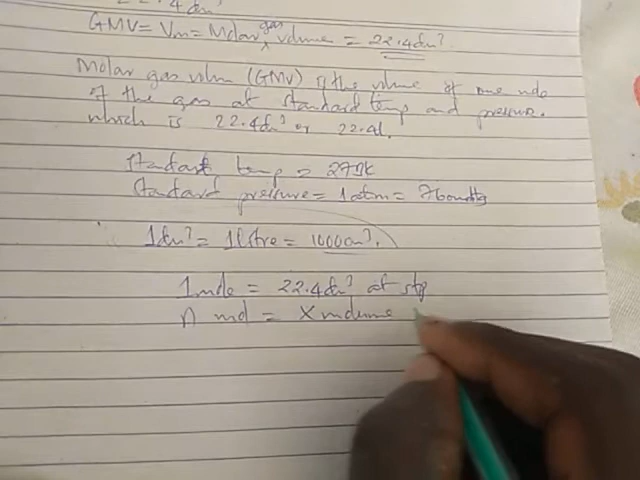 GMV = Vm = Molar gas volume = 22.4dm³.
Molar gas volm (GMV) is the volume of one mole
of the gas at standard temp and pressure.
which is 22.4dm³ or 22.4L.
Standard temp = 273K
Standard pressure = 1atm = 760mmHg
1dm³ = 1litre = 1000cm³.
1mole = 22.4dm³ at stp
n mol = X volume